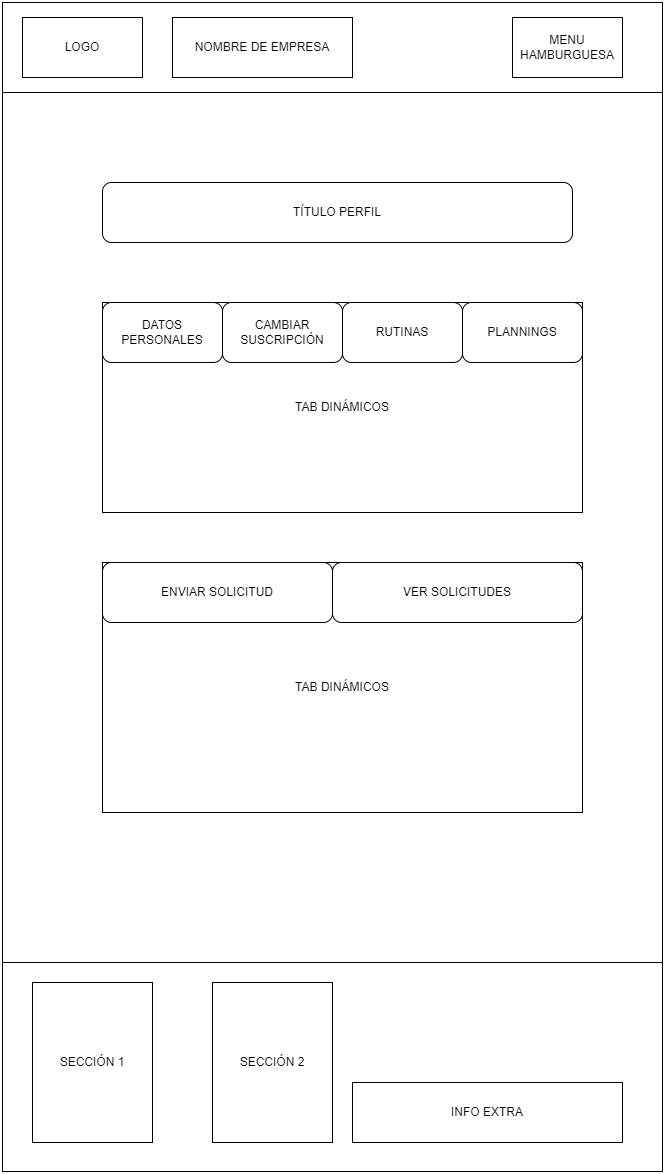 LOGO
NOMBRE DE EMPRESA
MENU
HAMBURGUESA
TÍTULO PERFIL
DATOS
PERSONALES
CAMBIAR
SUSCRIPCIÓN
RUTINAS
PLANNINGS
TAB DINÁMICOS
ENVIAR SOLICITUD
VER SOLICITUDES
TAB DINÁMICOS
SECCIÓN 1
SECCIÓN 2
INFO EXTRA